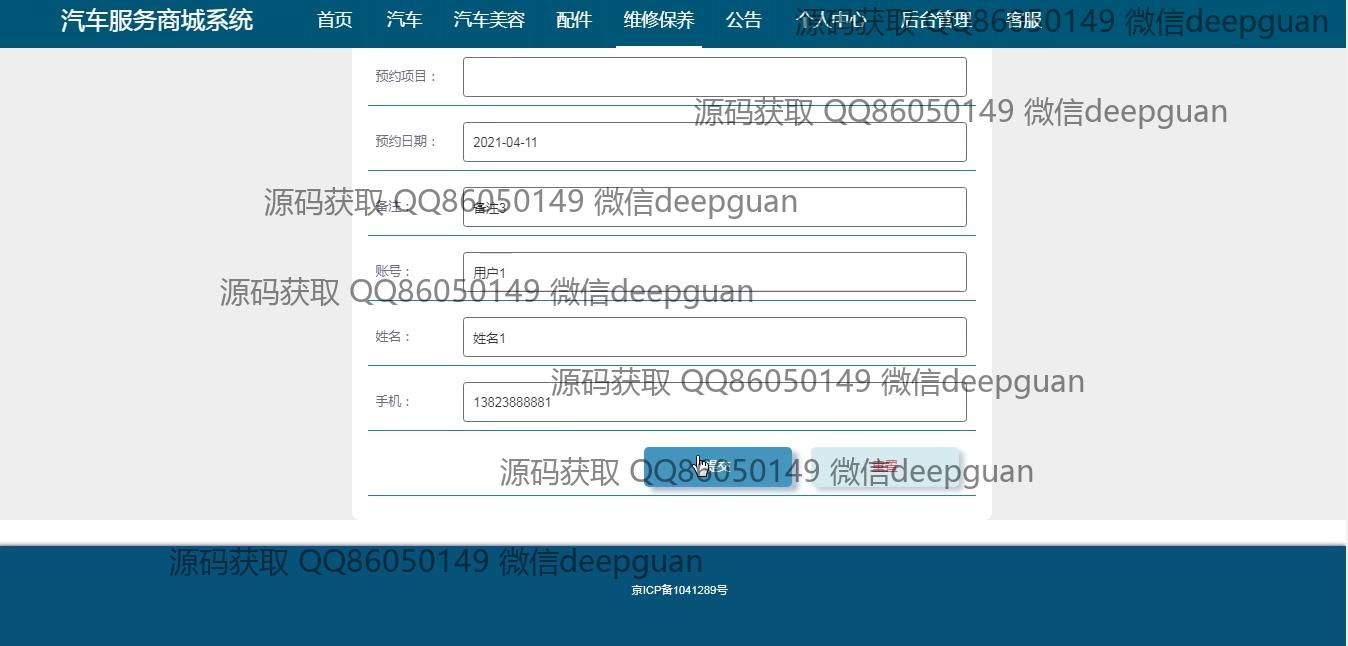 汽车服务商城系统 首页 汽车 汽车美容 配件 维修保养 公告 个人中心 后台管理 客服
源码获取 QQ86050149 微信deepguan
预约项目：
源码获取 QQ86050149 微信deepguan
预约日期： 2021-04-11
源码获取 QQ86050149 微信deepguan
备注： 备注3
账号： 用户1
源码获取 QQ86050149 微信deepguan
姓名： 姓名1
源码获取 QQ86050149 微信deepguan
手机： 13823888881
提交 重置
源码获取 QQ86050149 微信deepguan
源码获取 QQ86050149 微信deepguan
京ICP备1041289号